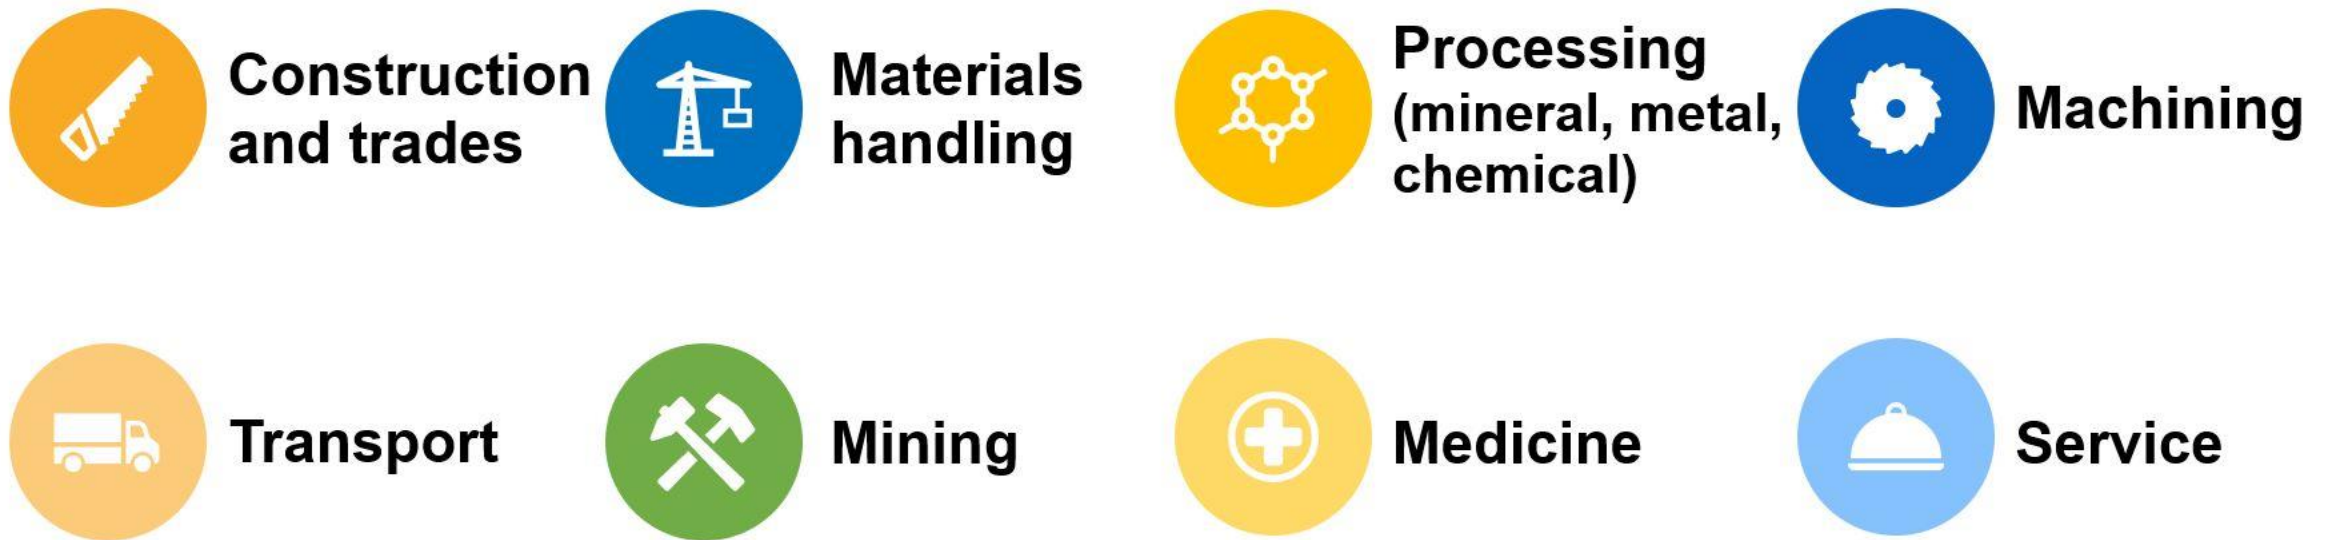 Construction
and trades
Materials
handling
Processing
(mineral, metal,
chemical)
Machining
Transport
Mining
Medicine
Service